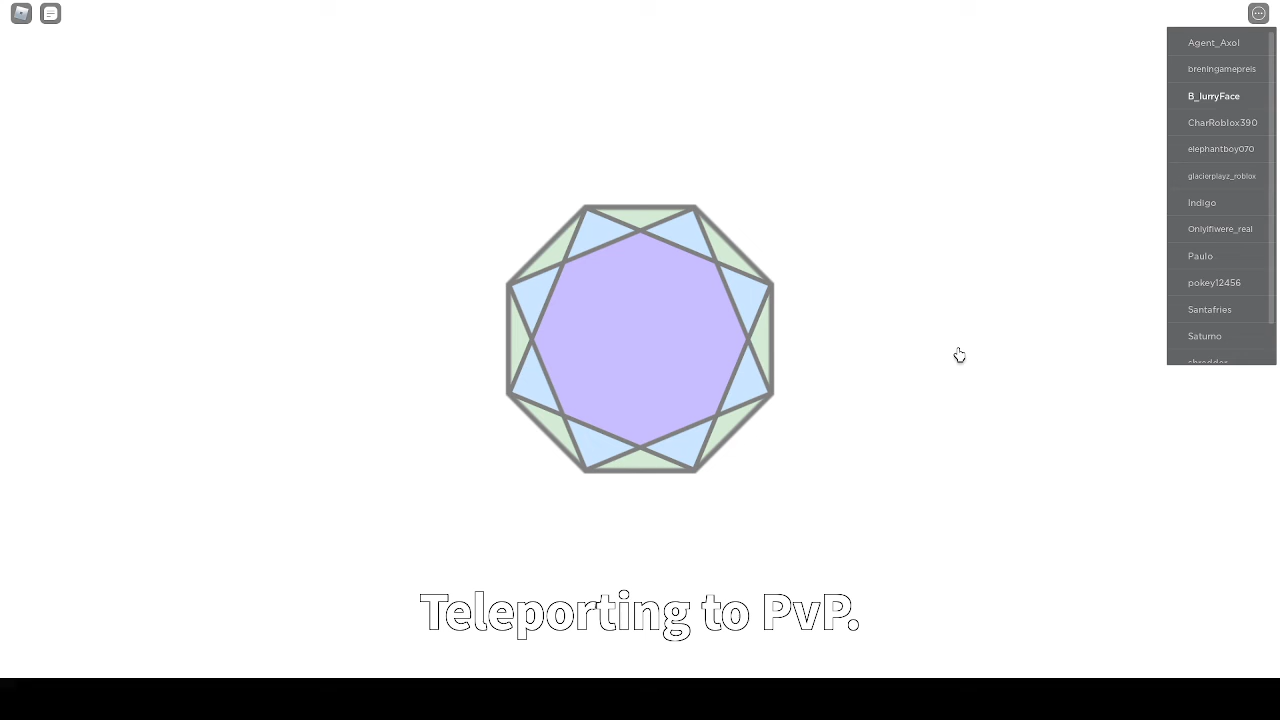 Agent_Axol
breningamepreis
B_lurryFace
CharRoblox390
elephantboy070
glacierplayz_roblox
Indigo
Onlyifiwere_real
Paulo
pokey12456
Santafries
Saturno
Teleporting to PvP.